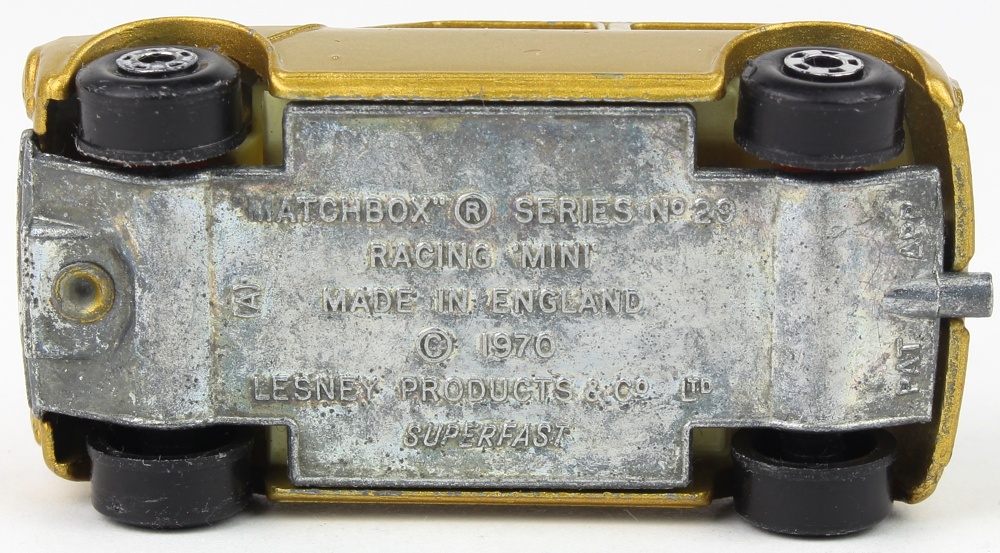 "MATCHBOX" ® SERIES Nº 29
RACING 'MINI'
MADE IN ENGLAND
© 1970
LESNEY PRODUCTS & Cº LTD
SUPERFAST
A
PAT APP